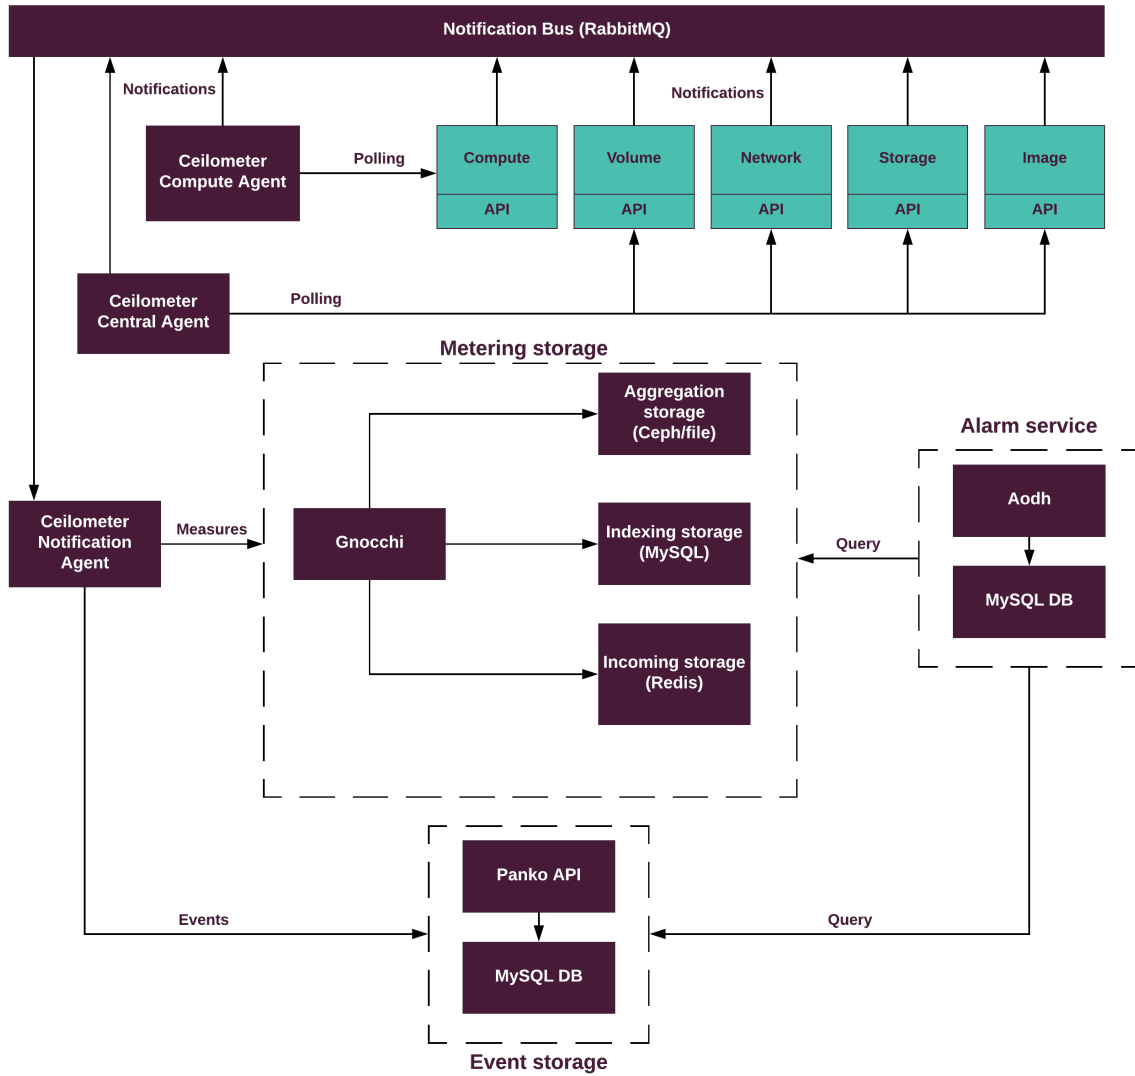 Notification Bus (RabbitMQ)
Notifications
Notifications
Ceilometer
Compute Agent
Polling
Compute
API
Volume
API
Network
API
Storage
API
Image
API
Ceilometer
Central Agent
Polling
Metering storage
Aggregation
storage
(Ceph/file)
Alarm service
Aodh
Ceilometer
Notification
Agent
Measures
Gnocchi
Indexing storage
(MySQL)
Query
MySQL DB
Incoming storage
(Redis)
Panko API
Events
Query
MySQL DB
Event storage